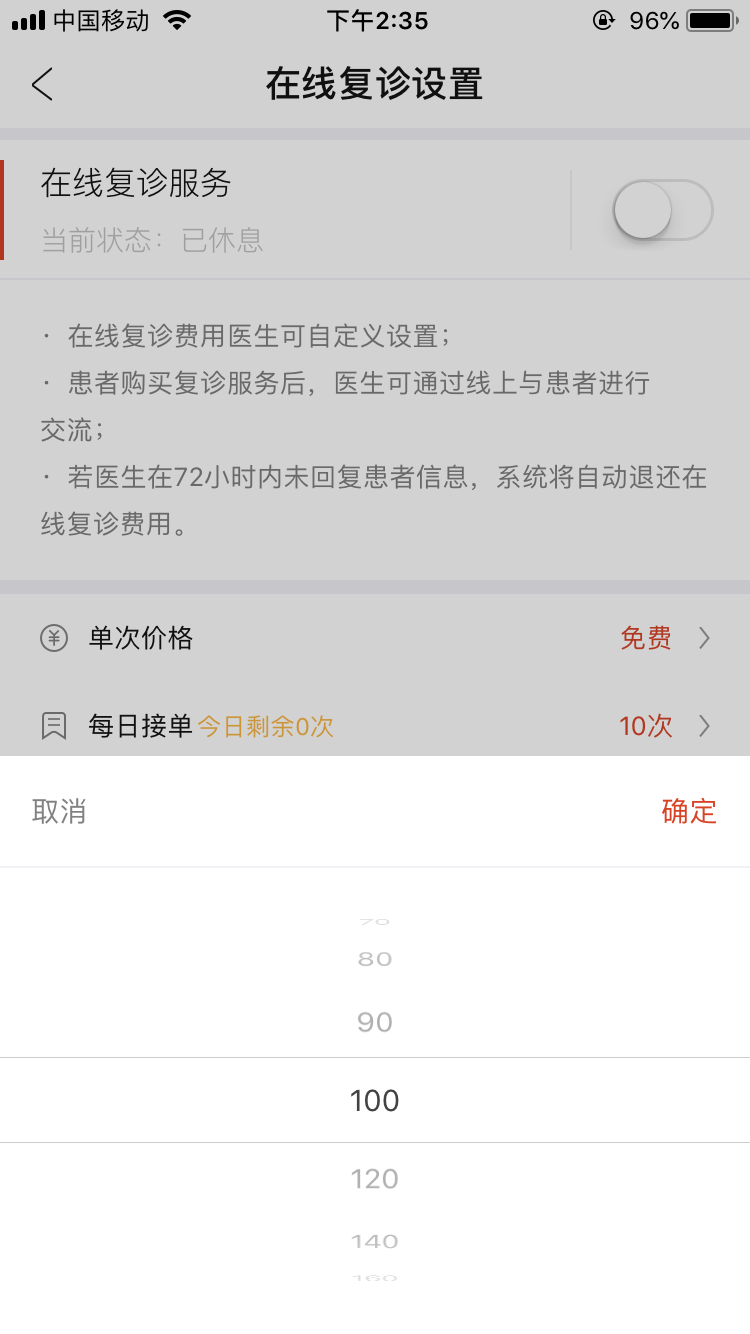 中国移动 下午2:35 96%
在线复诊设置
在线复诊服务
当前状态：已休息
· 在线复诊费用医生可自定义设置；
· 患者购买复诊服务后，医生可通过线上与患者进行
交流；
· 若医生在72小时内未回复患者信息，系统将自动退还在
线复诊费用。
单次价格 免费
每日接单 今日剩余0次 10次
取消 确定
70
80
90
100
120
140
160